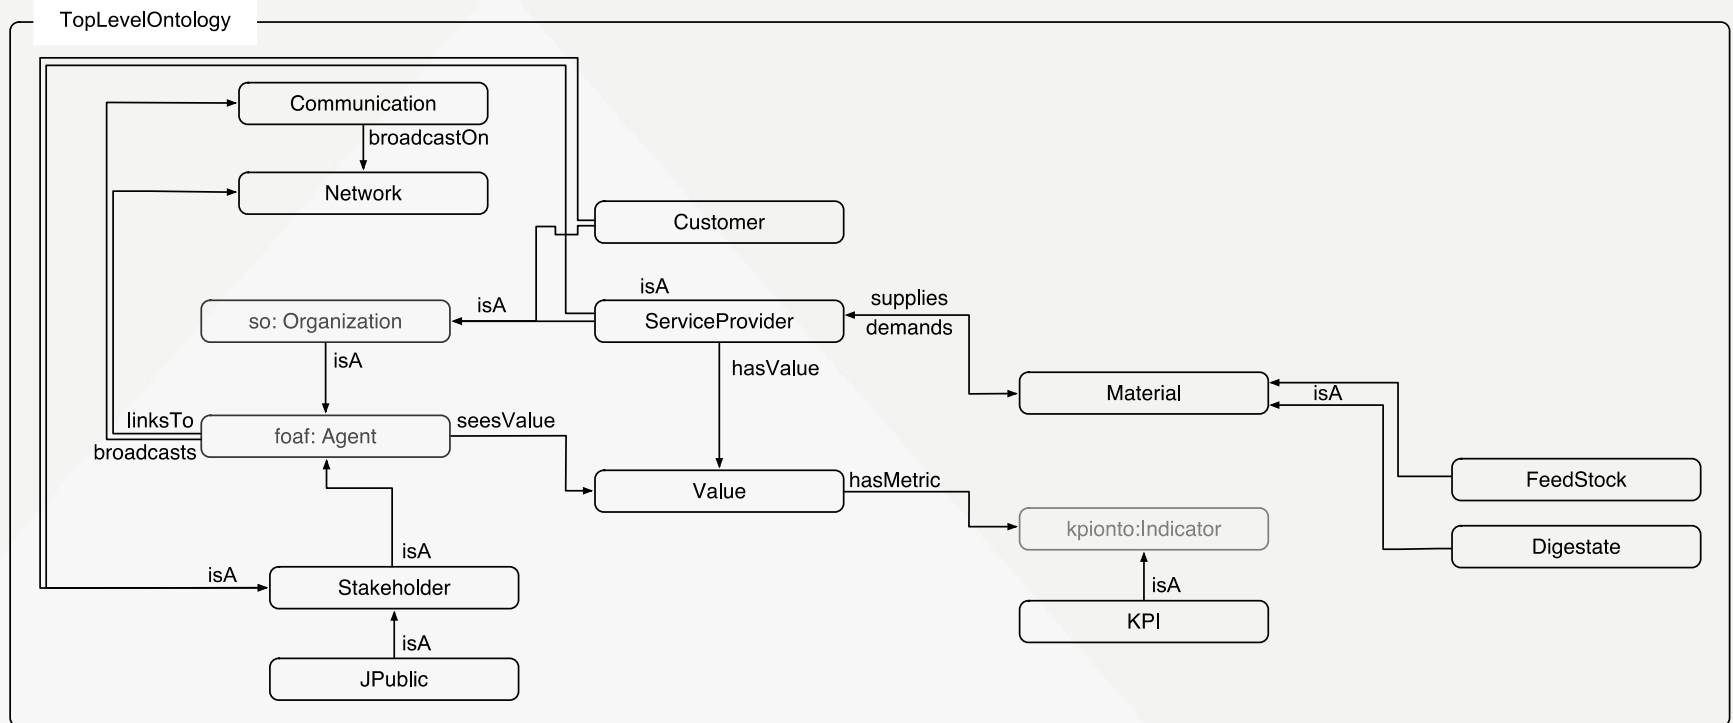 TopLevelOntology
Communication
broadcastOn
Network
Customer
isA
supplies
isA
so: Organization
ServiceProvider
demands
isA
hasValue
Material
isA
linksTo
seesValue
foaf: Agent
broadcasts
hasMetric
FeedStock
Value
kpionto:Indicator
Digestate
isA
isA
Stakeholder
isA
KPI
isA
JPublic